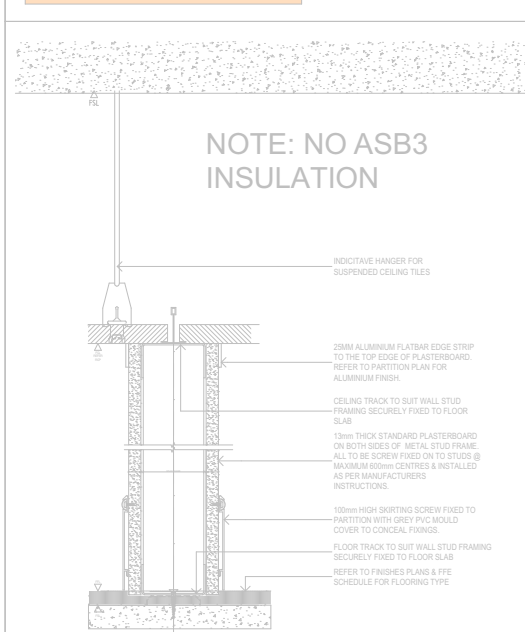 FSL
NOTE: NO ASB3
INSULATION
INDICITAVE HANGER FOR
SUSPENDED CEILING TILES
25MM ALUMINIUM FLATBAR EDGE STRIP
TO THE TOP EDGE OF PLASTERBOARD.
REFER TO PARTITION PLAN FOR
ALUMINIUM FINISH.
CEILING TRACK TO SUIT WALL STUD
FRAMING SECURELY FIXED TO FLOOR
SLAB
13mm THICK STANDARD PLASTERBOARD
ON BOTH SIDES OF METAL STUD FRAME.
ALL TO BE SCREW FIXED ON TO STUDS @
MAXIMUM 600mm CENTRES & INSTALLED
AS PER MANUFACTURERS
INSTRUCTIONS.
100mm HIGH SKIRTING SCREW FIXED TO
PARTITION WITH GREY PVC MOULD
COVER TO CONCEAL FIXINGS.
FLOOR TRACK TO SUIT WALL STUD FRAMING
SECURELY FIXED TO FLOOR SLAB
REFER TO FINISHES PLANS & FFE
SCHEDULE FOR FLOORING TYPE